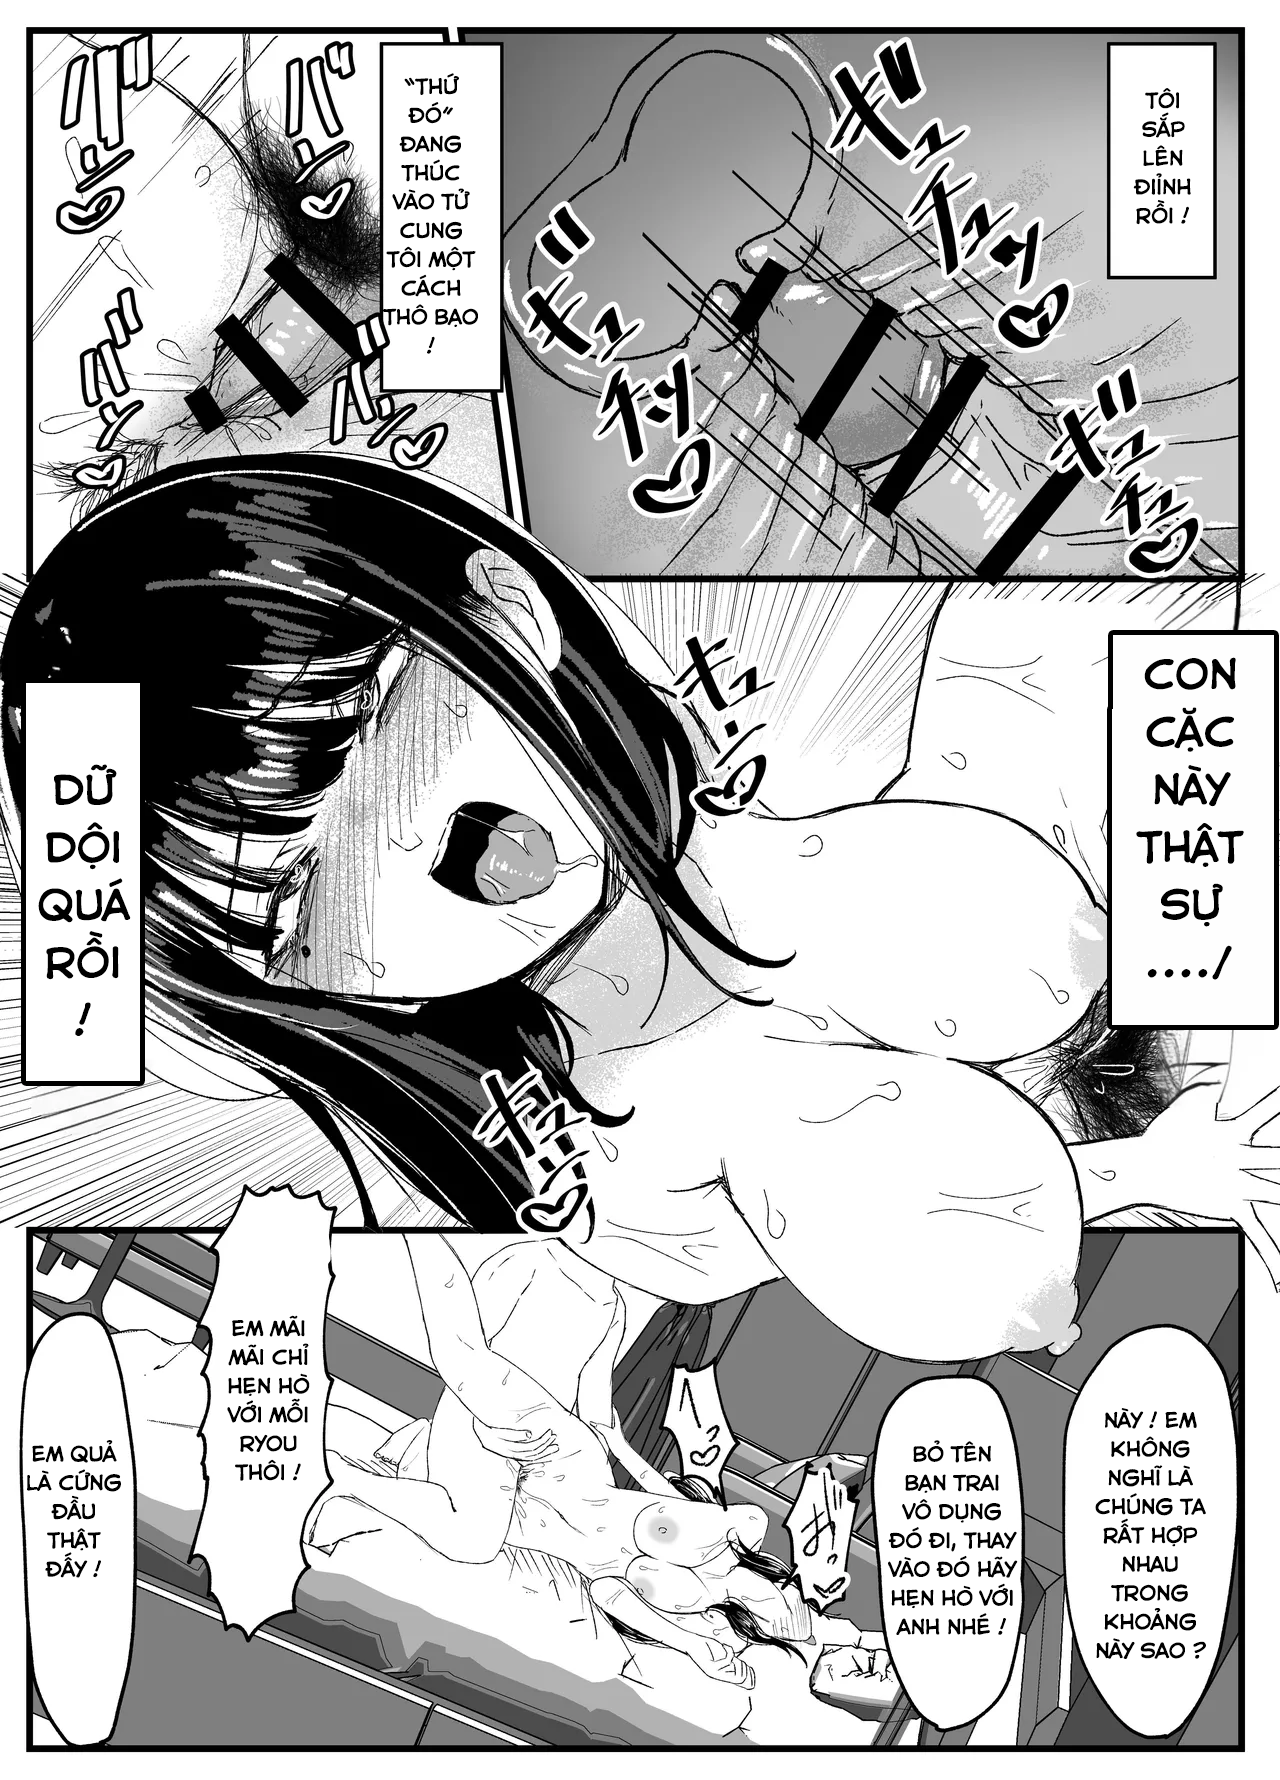 TÔI
SẮP
LÊN
ĐIỈNH
RỒI !
“THỨ
ĐÓ“
ĐANG
THÚC
VÀO TỬ
CUNG
TÔI MỘT
CÁCH
THÔ BẠO
!
CON
CẶC
NÀY
THẬT
SỰ
..../
DỮ
DỘI
QUÁ
RỒI
!
NÀY ! EM
KHÔNG
NGHĨ LÀ
CHÚNG TA
RẤT HỢP
NHAU
TRONG
KHOẢNG
NÀY SAO ?
BỎ TÊN
BẠN TRAI
VÔ DỤNG
ĐÓ ĐI, THAY
VÀO ĐÓ HÃY
HẸN HÒ VỚI
ANH NHÉ !
EM MÃI
MÃI CHỈ
HẸN HÒ
VỚI MỖI
RYOU
THÔI !
EM QUẢ
LÀ CỨNG
ĐẦU
THẬT
ĐẤY !